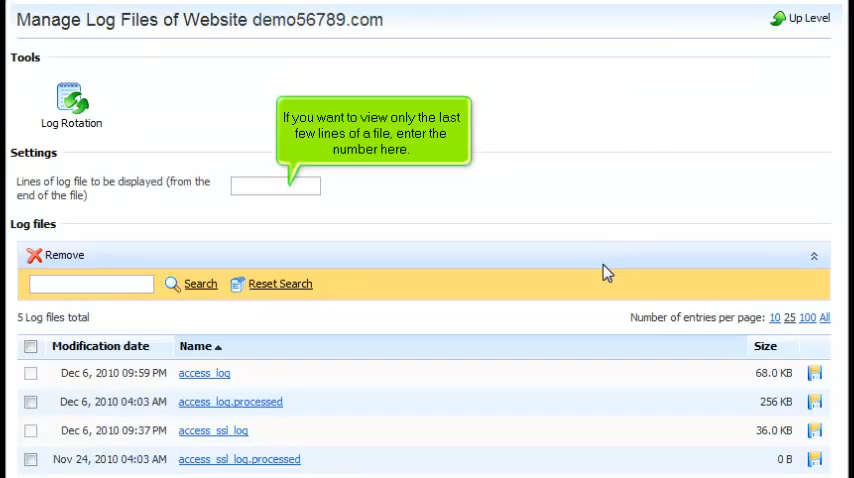 Manage Log Files of Website demo56789.com
Up Level
Tools
Log Rotation
If you want to view only the last
few lines of a file, enter the
number here.
Settings
Lines of log file to be displayed (from the
end of the file)
Log files
Remove
Search Reset Search
5 Log files total Number of entries per page: 10 25 100 All
Modification date Name Size
Dec 6, 2010 09:59 PM access_log 68.0 KB
Dec 6, 2010 04:03 AM access_log.processed 256 KB
Dec 6, 2010 09:37 PM access_ssl_log 36.0 KB
Nov 24, 2010 04:03 AM access_ssl_log.processed 0 B